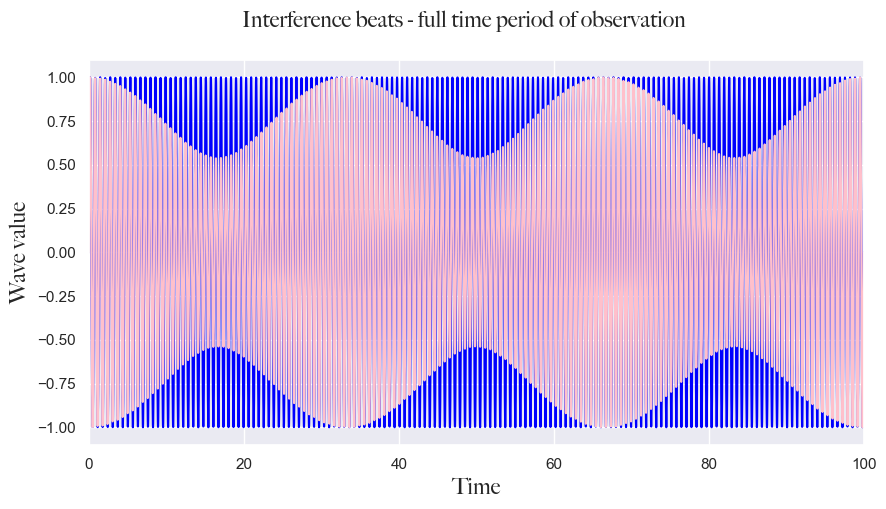 Interference beats - full time period of observation
1.00
0.75
0.50
0.25
0.00
−0.25
−0.50
−0.75
−1.00
Wave value
0 20 40 60 80 100
Time